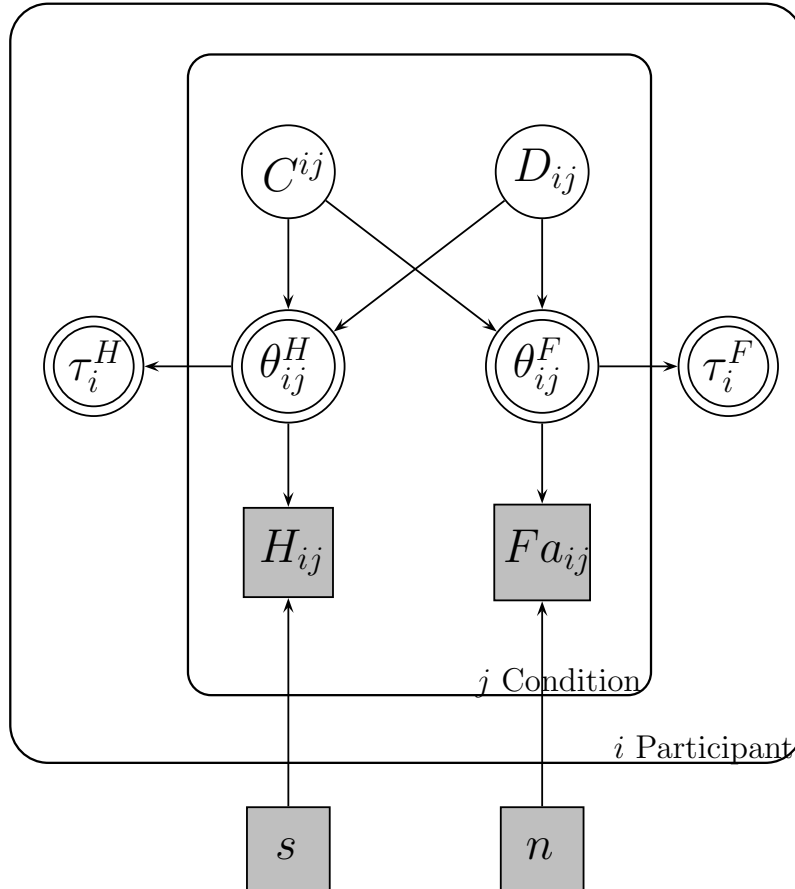 C^{ij} D_{ij}
τ_i^H θ_{ij}^H θ_{ij}^F τ_i^F
H_{ij} Fa_{ij}
j Condition
i Participant
s n